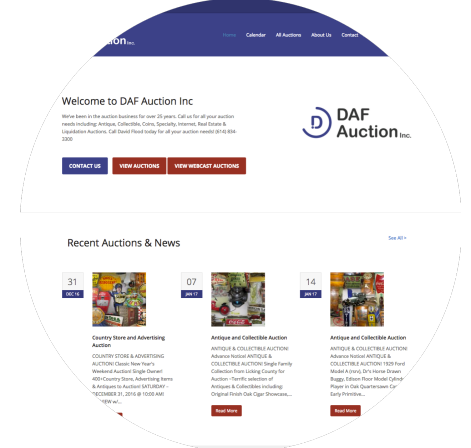 ion Inc.
Home Calendar All Auctions About Us Contact
Welcome to DAF Auction Inc
We've been in the auction business for over 25 years. Call us for all your auction
needs including: Antique, Collectible, Coins, Specialty, Internet, Real Estate &
Liquidation Auctions. Call David Flood today for all your auction needs! (614) 834-
3300
CONTACT US VIEW AUCTIONS VIEW WEBCAST AUCTIONS
DAF
Auction Inc.
Recent Auctions & News
See All »
31
DEC 16
Country Store and Advertising
Auction
COUNTRY STORE & ADVERTISING
AUCTION! Classic New Year's
Weekend Auction! Single Owner!
400+Country Store, Advertising Items
& Antiques to Auction! SATURDAY -
DECEMBER 31, 2016 @ 10:00 AM!
VIEW w/...
07
JAN 17
Antique and Collectible Auction
ANTIQUE & COLLECTIBLE AUCTION!
Advance Notice! ANTIQUE &
COLLECTIBLE AUCTION! Single Family
Collection from Licking County for
Auction ~Terrific selection of
Antiques & Collectibles including:
Original-Finish Oak Cigar Showcase,...
Read More
14
JAN 17
Antique and Collectible Auction
ANTIQUE & COLLECTIBLE AUCTION!
Advance Notice! ANTIQUE &
COLLECTIBLE AUCTION! 1929 Ford
Model A (nrn), Dr's Horse Drawn
Buggy, Edison Floor Model Cylind
Player in Oak Quartersawn Ca
Early Primitive...
Read More